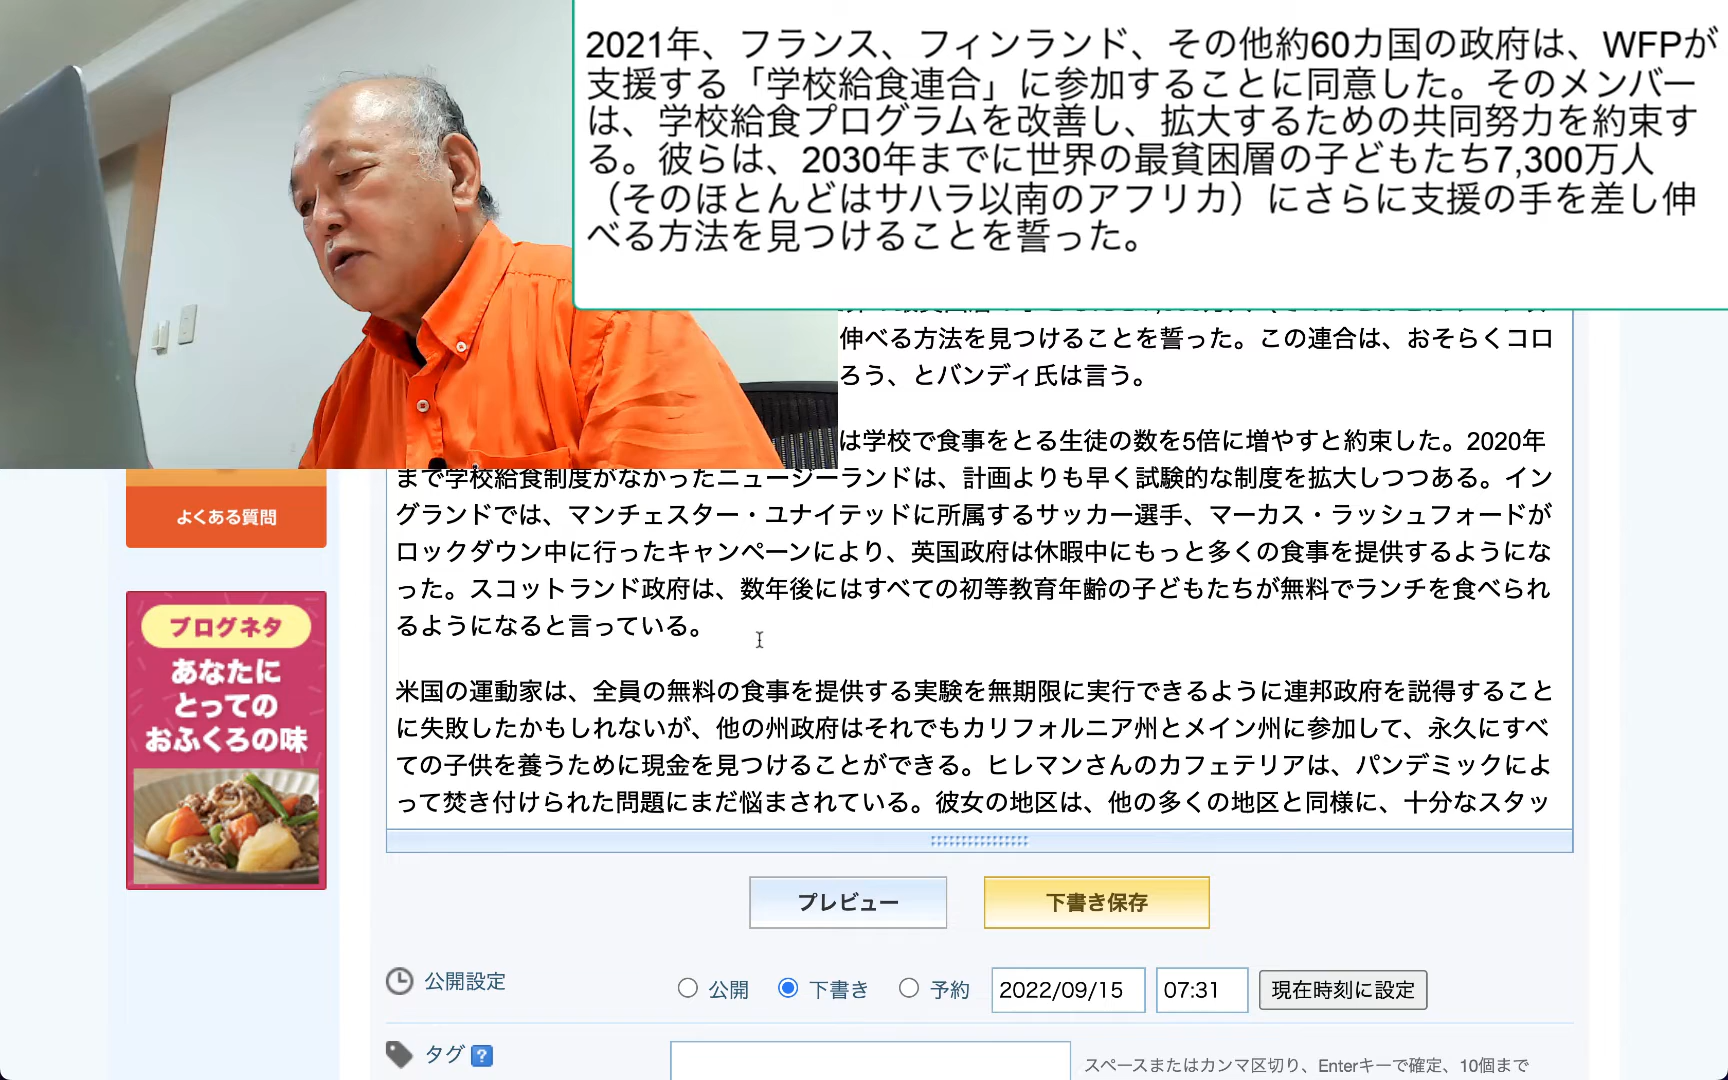 2021年、フランス、フィンランド、その他約60カ国の政府は、WFPが
支援する「学校給食連合」に参加することに同意した。そのメンバー
は、学校給食プログラムを改善し、拡大するための共同努力を約束す
る。彼らは、2030年までに世界の最貧困層の子どもたち7,300万人
（そのほとんどはサハラ以南のアフリカ）にさらに支援の手を差し伸
べる方法を見つけることを誓った。
伸べる方法を見つけることを誓った。この連合は、おそらくコロ
ろう、とバンディ氏は言う。
は学校で食事をとる生徒の数を5倍に増やすと約束した。2020年
まで学校給食制度がなかったニュージーランドは、計画よりも早く試験的な制度を拡大しつつある。イン
グランドでは、マンチェスター・ユナイテッドに所属するサッカー選手、マーカス・ラッシュフォードが
ロックダウン中に行ったキャンペーンにより、英国政府は休暇中にもっと多くの食事を提供するようにな
った。スコットランド政府は、数年後にはすべての初等教育年齢の子どもたちが無料でランチを食べられ
るようになると言っている。
米国の運動家は、全員の無料の食事を提供する実験を無期限に実行できるように連邦政府を説得すること
に失敗したかもしれないが、他の州政府はそれでもカリフォルニア州とメイン州に参加して、永久にすべ
ての子供を養うために現金を見つけることができる。ヒレマンさんのカフェテリアは、パンデミックによ
って焚き付けられた問題にまだ悩まされている。彼女の地区は、他の多くの地区と同様に、十分なスタッ
よくある質問
ブログネタ
あなたに
とっての
おふくろの味
プレビュー
下書き保存
公開設定
公開
下書き
予約
2022/09/15
07:31
現在時刻に設定
タグ ?
スペースまたはカンマ区切り、Enterキーで確定、10個まで